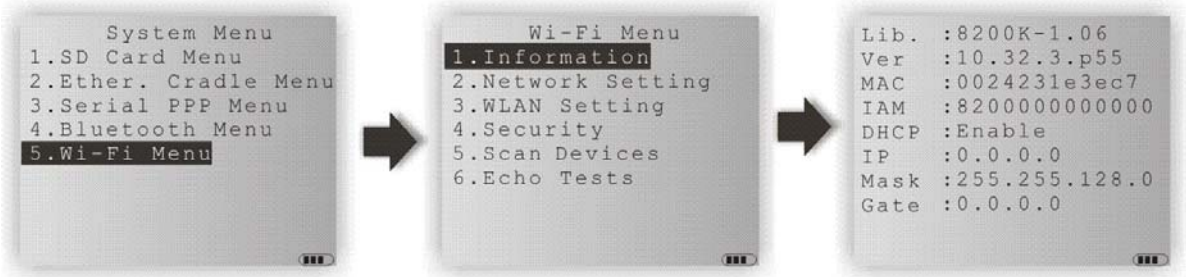 System Menu
1.SD Card Menu
2.Ether. Cradle Menu
3.Serial PPP Menu
4.Bluetooth Menu
5.Wi-Fi Menu
Wi-Fi Menu
1.Information
2.Network Setting
3.WLAN Setting
4.Security
5.Scan Devices
6.Echo Tests
Lib. :8200K-1.06
Ver :10.32.3.p55
MAC :0024231e3ec7
IAM :8200000000000
DHCP :Enable
IP :0.0.0.0
Mask :255.255.128.0
Gate :0.0.0.0